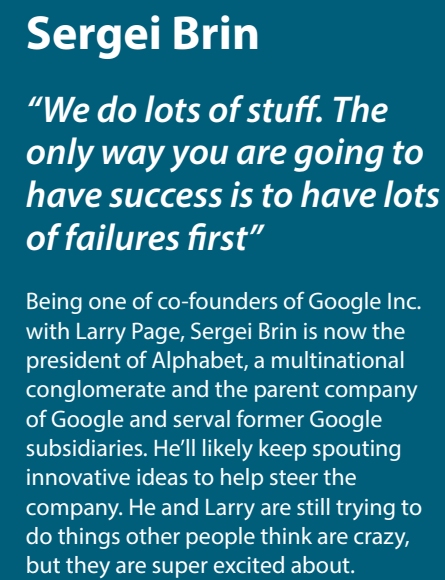 Sergei Brin
“We do lots of stuff. The
only way you are going to
have success is to have lots
of failures first”
Being one of co-founders of Google Inc.
with Larry Page, Sergei Brin is now the
president of Alphabet, a multinational
conglomerate and the parent company
of Google and serval former Google
subsidiaries. He’ll likely keep spouting
innovative ideas to help steer the
company. He and Larry are still trying to
do things other people think are crazy,
but they are super excited about.